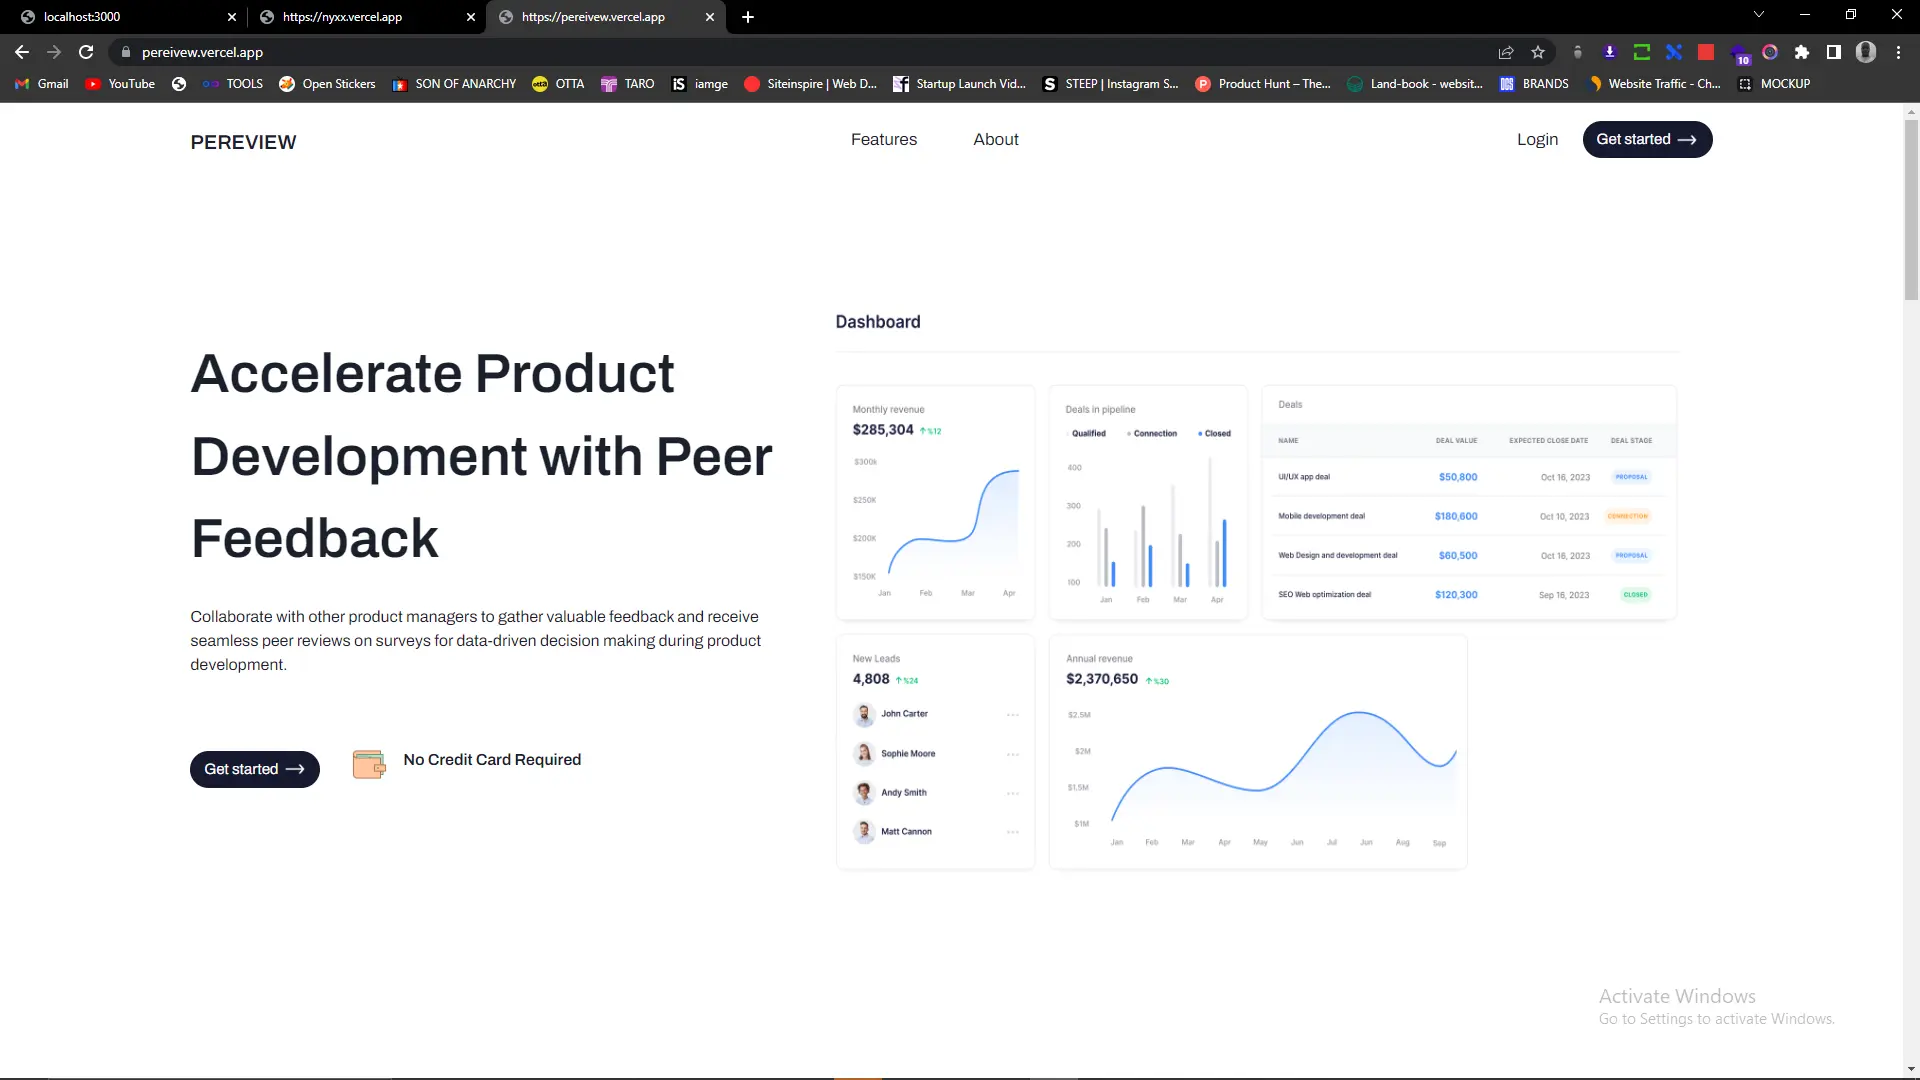 localhost:3000
https://nyxx.vercel.app
https://pereivew.vercel.app
pereivew.vercel.app
10
Gmail
YouTube
TOOLS
Open Stickers
SON OF ANARCHY
OTTA
TARO
iS iamge
Siteinspire | Web D...
Startup Launch Vid...
STEEP | Instagram S...
Product Hunt – The...
Land-book - websit...
BRANDS
Website Traffic - Ch...
MOCKUP
PEREVIEW
Features
About
Login
Get started
Accelerate Product
Development with Peer
Feedback
Collaborate with other product managers to gather valuable feedback and receive
seamless peer reviews on surveys for data-driven decision making during product
development.
Get started
No Credit Card Required
Dashboard
Monthly revenue
$285,304 ↑%12
$300k
$250K
$200K
$150K
Jan Feb Mar Apr
Deals in pipeline
Qualified Connection Closed
400
300
200
100
Jan Feb Mar Apr
Deals
NAME DEAL VALUE EXPECTED CLOSE DATE DEAL STAGE
UI/UX app deal $50,800 Oct 16, 2023 PROPOSAL
Mobile development deal $180,600 Oct 10, 2023 CONNECTION
Web Design and development deal $60,500 Oct 16, 2023 PROPOSAL
SEO Web optimization deal $120,300 Sep 16, 2023 CLOSED
New Leads
4,808 ↑%24
John Carter
Sophie Moore
Andy Smith
Matt Cannon
Annual revenue
$2,370,650 ↑%30
$2.5M
$2M
$1.5M
$1M
Jan Feb Mar Apr May Jun Jul Jun Aug Sep
Activate Windows
Go to Settings to activate Windows.